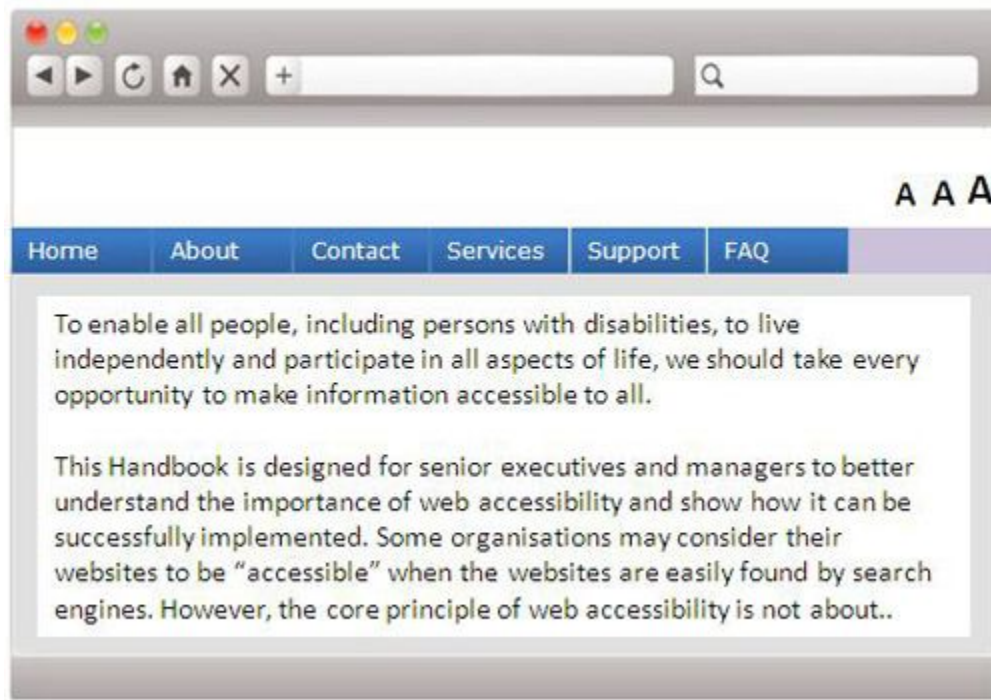 A A A
Home About Contact Services Support FAQ
To enable all people, including persons with disabilities, to live
independently and participate in all aspects of life, we should take every
opportunity to make information accessible to all.
This Handbook is designed for senior executives and managers to better
understand the importance of web accessibility and show how it can be
successfully implemented. Some organisations may consider their
websites to be “accessible” when the websites are easily found by search
engines. However, the core principle of web accessibility is not about..